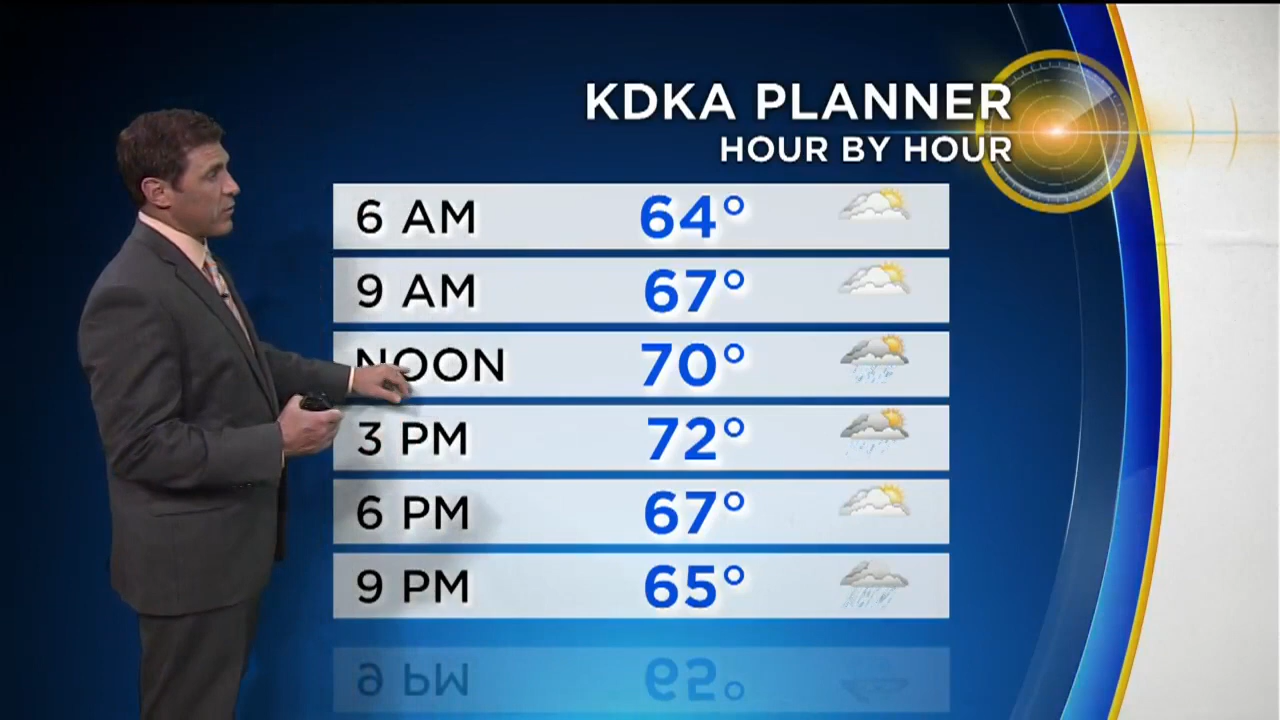 KDKA PLANNER
HOUR BY HOUR
6 AM 64°
9 AM 67°
NOON 70°
3 PM 72°
6 PM 67°
9 PM 65°